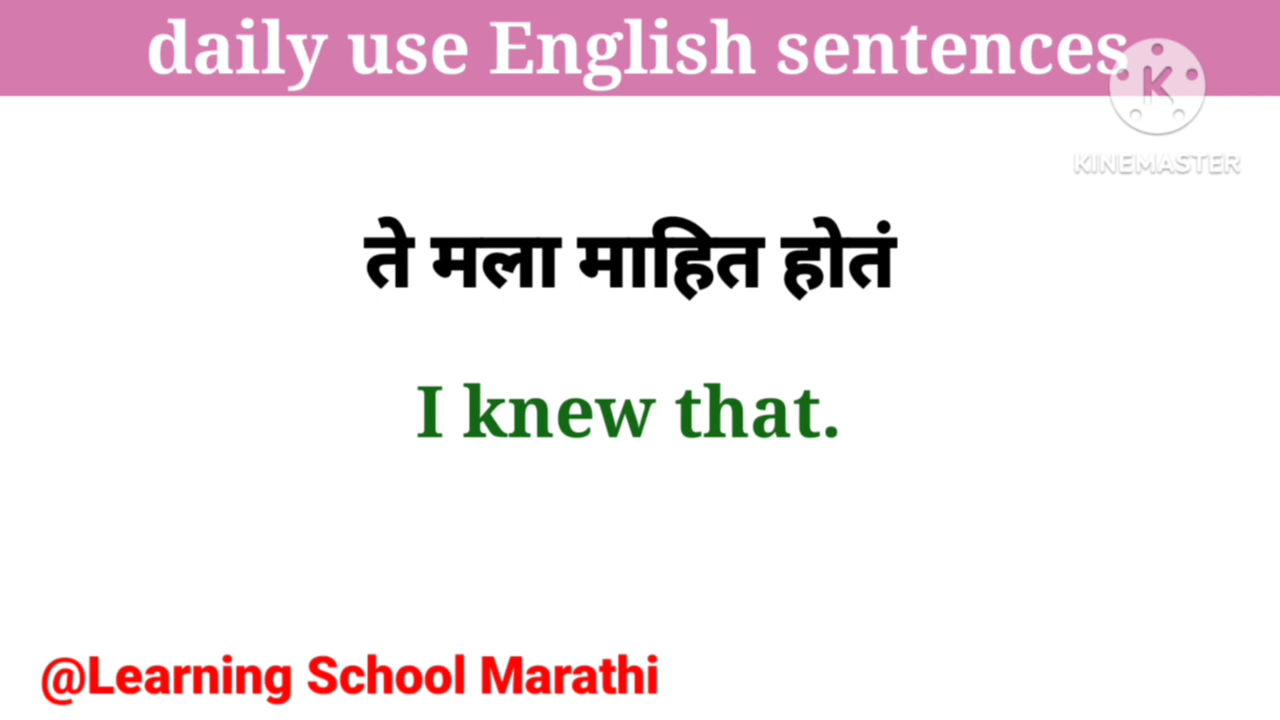 daily use English sentences
K
KINEMASTER
ते मला माहित होतं
I knew that.
@Learning School Marathi